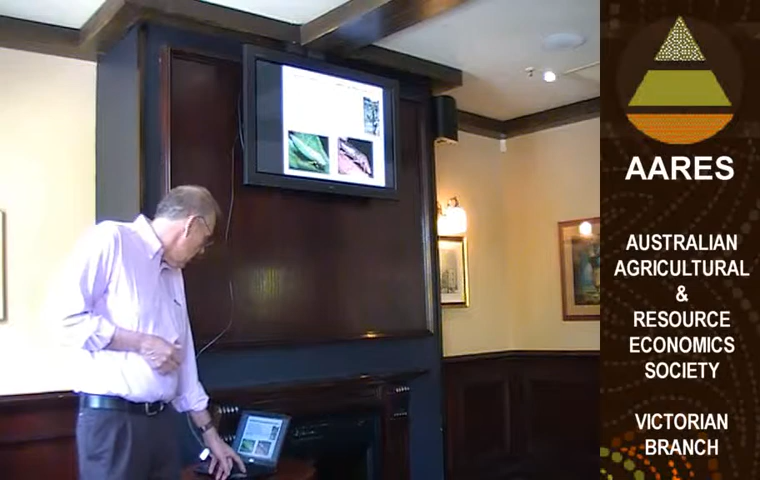 AARES
AUSTRALIAN
AGRICULTURAL
&
RESOURCE
ECONOMICS
SOCIETY
VICTORIAN
BRANCH